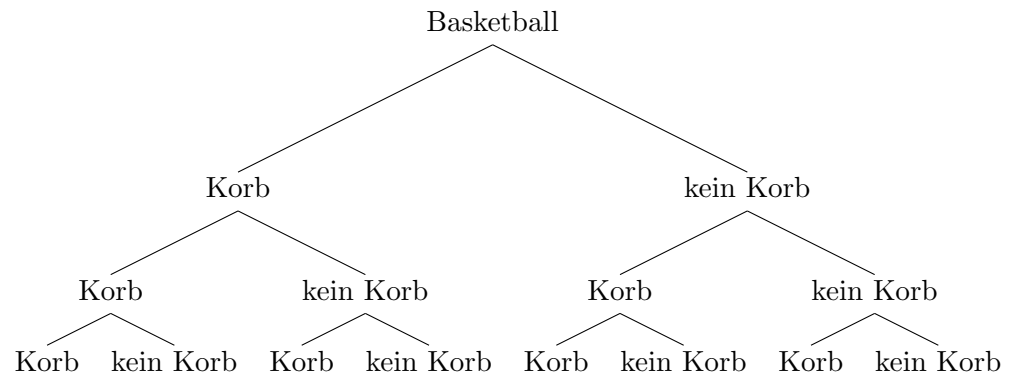 Basketball
Korb kein Korb
Korb kein Korb Korb kein Korb
Korb kein Korb Korb kein Korb Korb kein Korb Korb kein Korb